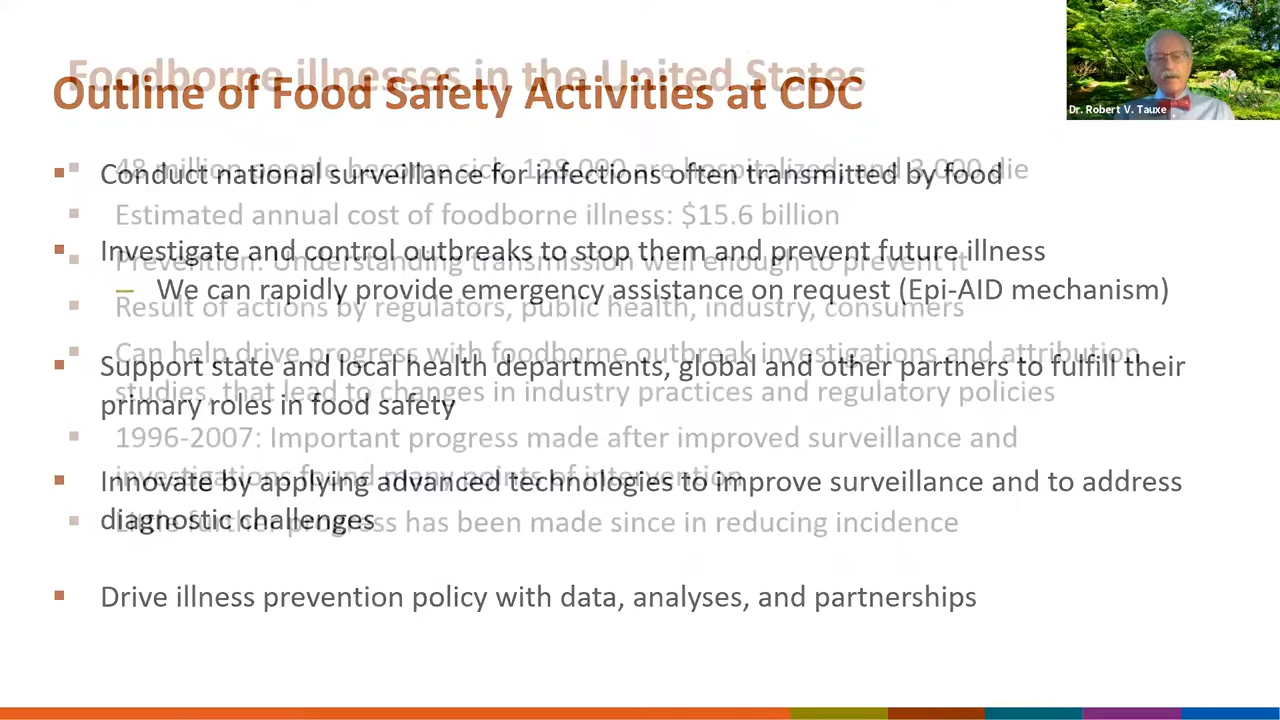 Foodborne illnesses in the United States
Outline of Food Safety Activities at CDC
Dr. Robert V. Tauxe
48 million people become sick, 128,000 are hospitalized, and 3,000 die
Conduct national surveillance for infections often transmitted by food
Estimated annual cost of foodborne illness: $15.6 billion
Investigate and control outbreaks to stop them and prevent future illness
Prevention: Understanding transmission well enough to prevent it
— We can rapidly provide emergency assistance on request (Epi-AID mechanism)
Result of actions by regulators, public health, industry, consumers
Can help drive progress with foodborne outbreak investigations and attribution
Support state and local health departments, global and other partners to fulfill their
studies, that lead to changes in industry practices and regulatory policies
primary roles in food safety
1996-2007: Important progress made after improved surveillance and
investigations found many points of intervention
Innovate by applying advanced technologies to improve surveillance and to address
diagnostic challenges
Little further progress has been made since in reducing incidence
Drive illness prevention policy with data, analyses, and partnerships